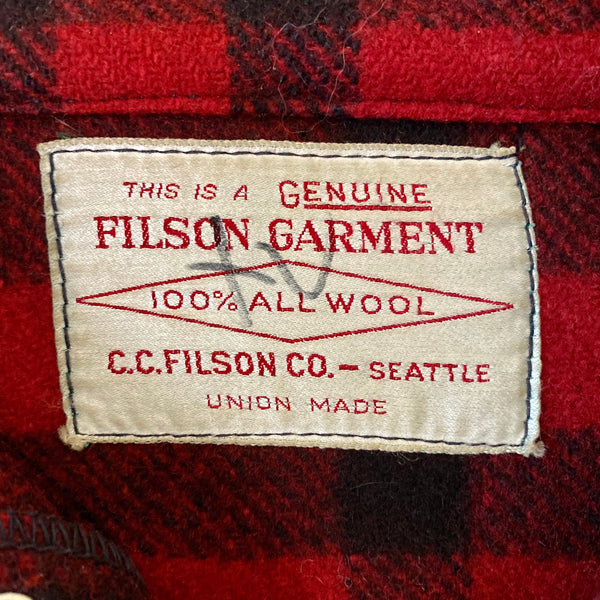 THIS IS A GENUINE
FILSON GARMENT
100% ALL WOOL
C.C.FILSON CO.- SEATTLE
UNION MADE